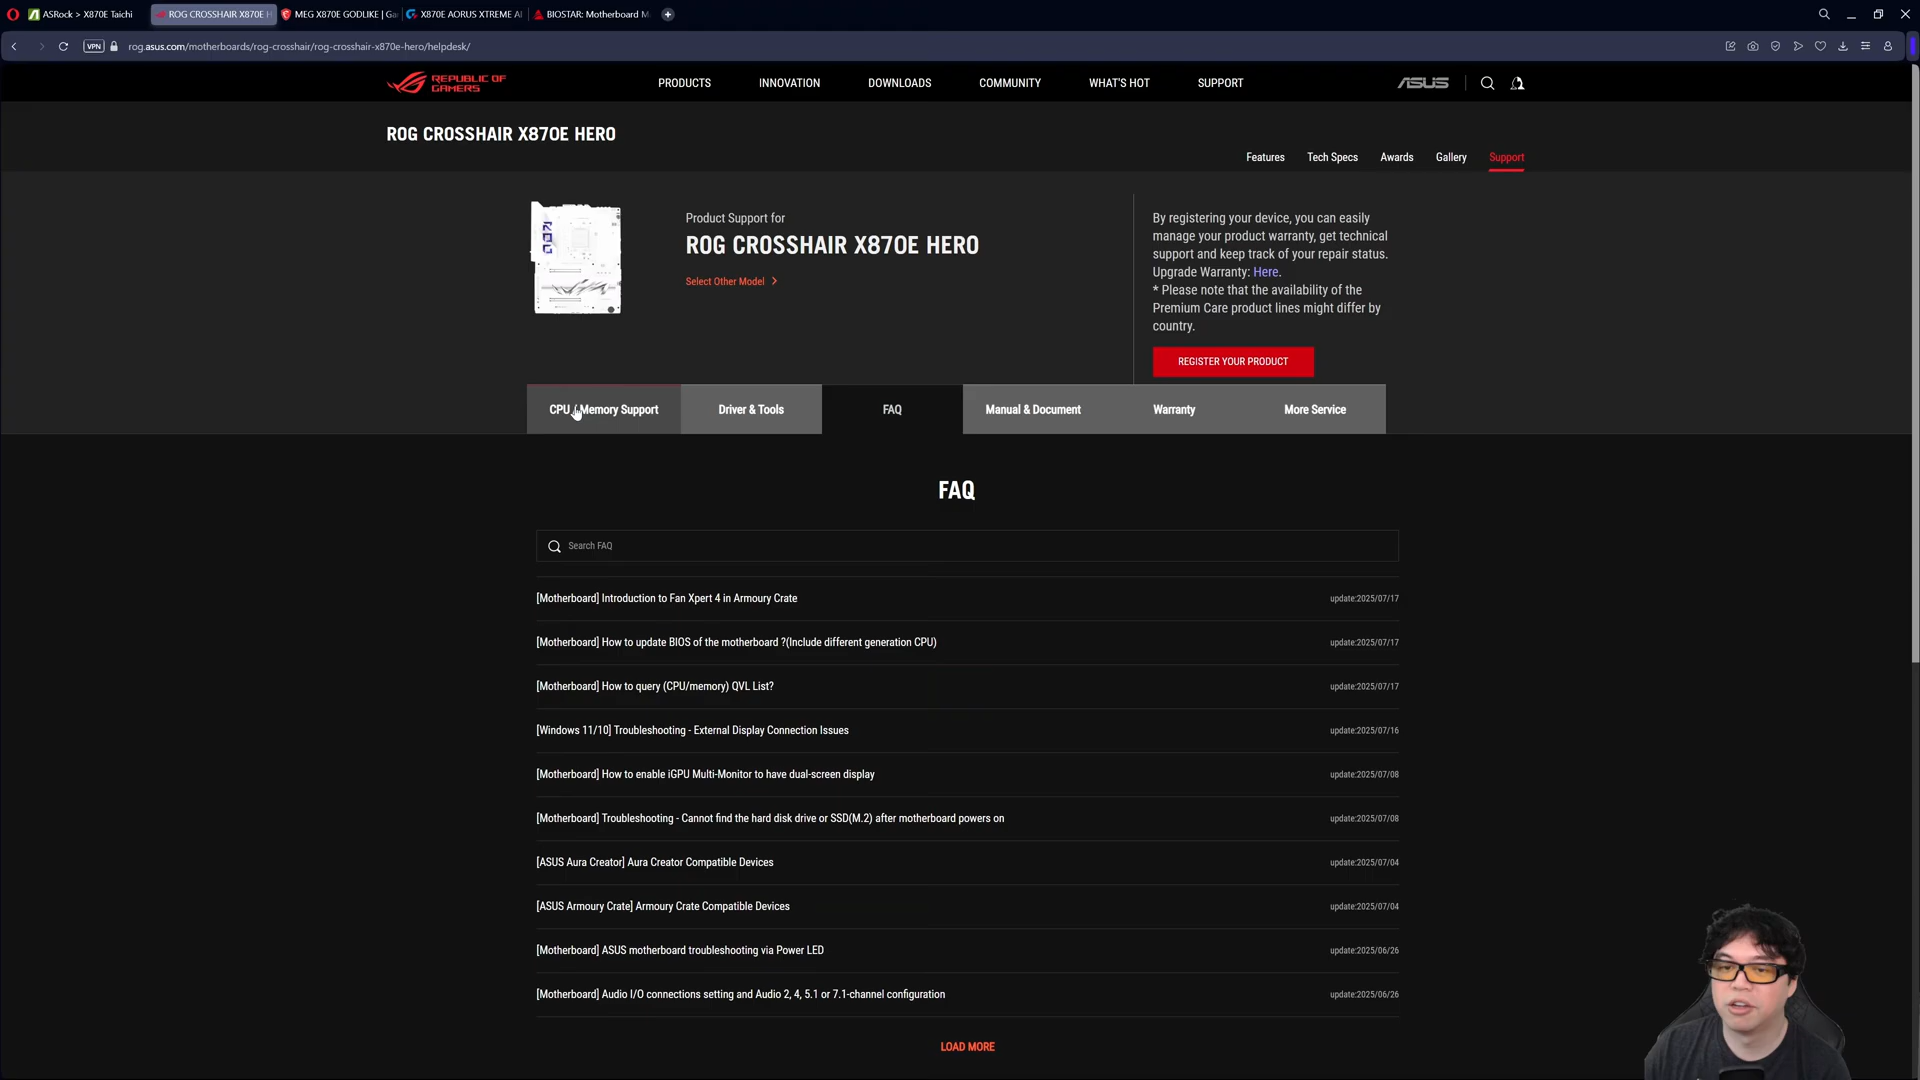 ASRock > X870E Taichi
ROG CROSSHAIR X870E H
MEG X870E GODLIKE | Ga
X870E AORUS XTREME AI
BIOSTAR: Motherboard M
VPN
rog.asus.com/motherboards/rog-crosshair/rog-crosshair-x870e-hero/helpdesk/
REPUBLIC OF
GAMERS
PRODUCTS
INNOVATION
DOWNLOADS
COMMUNITY
WHAT'S HOT
SUPPORT
ASUS
ROG CROSSHAIR X870E HERO
Features
Tech Specs
Awards
Gallery
Support
Product Support for
ROG CROSSHAIR X870E HERO
Select Other Model
By registering your device, you can easily
manage your product warranty, get technical
support and keep track of your repair status.
Upgrade Warranty: Here.
* Please note that the availability of the
Premium Care product lines might differ by
country.
REGISTER YOUR PRODUCT
CPU / Memory Support
Driver & Tools
FAQ
Manual & Document
Warranty
More Service
FAQ
Search FAQ
[Motherboard] Introduction to Fan Xpert 4 in Armoury Crate
update:2025/07/17
[Motherboard] How to update BIOS of the motherboard ?(Include different generation CPU)
update:2025/07/17
[Motherboard] How to query (CPU/memory) QVL List?
update:2025/07/17
[Windows 11/10] Troubleshooting - External Display Connection Issues
update:2025/07/16
[Motherboard] How to enable iGPU Multi-Monitor to have dual-screen display
update:2025/07/08
[Motherboard] Troubleshooting - Cannot find the hard disk drive or SSD(M.2) after motherboard powers on
update:2025/07/08
[ASUS Aura Creator] Aura Creator Compatible Devices
update:2025/07/04
[ASUS Armoury Crate] Armoury Crate Compatible Devices
update:2025/07/04
[Motherboard] ASUS motherboard troubleshooting via Power LED
update:2025/06/26
[Motherboard] Audio I/O connections setting and Audio 2, 4, 5.1 or 7.1-channel configuration
update:2025/06/26
LOAD MORE